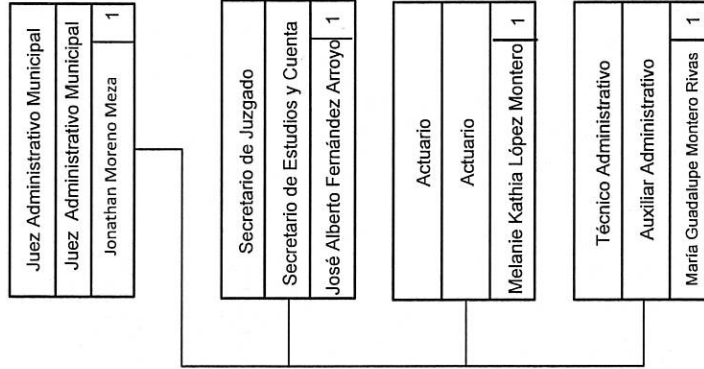 Juez Administrativo Municipal
Juez Administrativo Municipal
Jonathan Moreno Meza 1
Secretario de Juzgado
Secretario de Estudios y Cuenta
José Alberto Fernández Arroyo 1
Actuario
Actuario
Melanie Kathia López Montero 1
Técnico Administrativo
Auxiliar Administrativo
María Guadalupe Montero Rivas 1